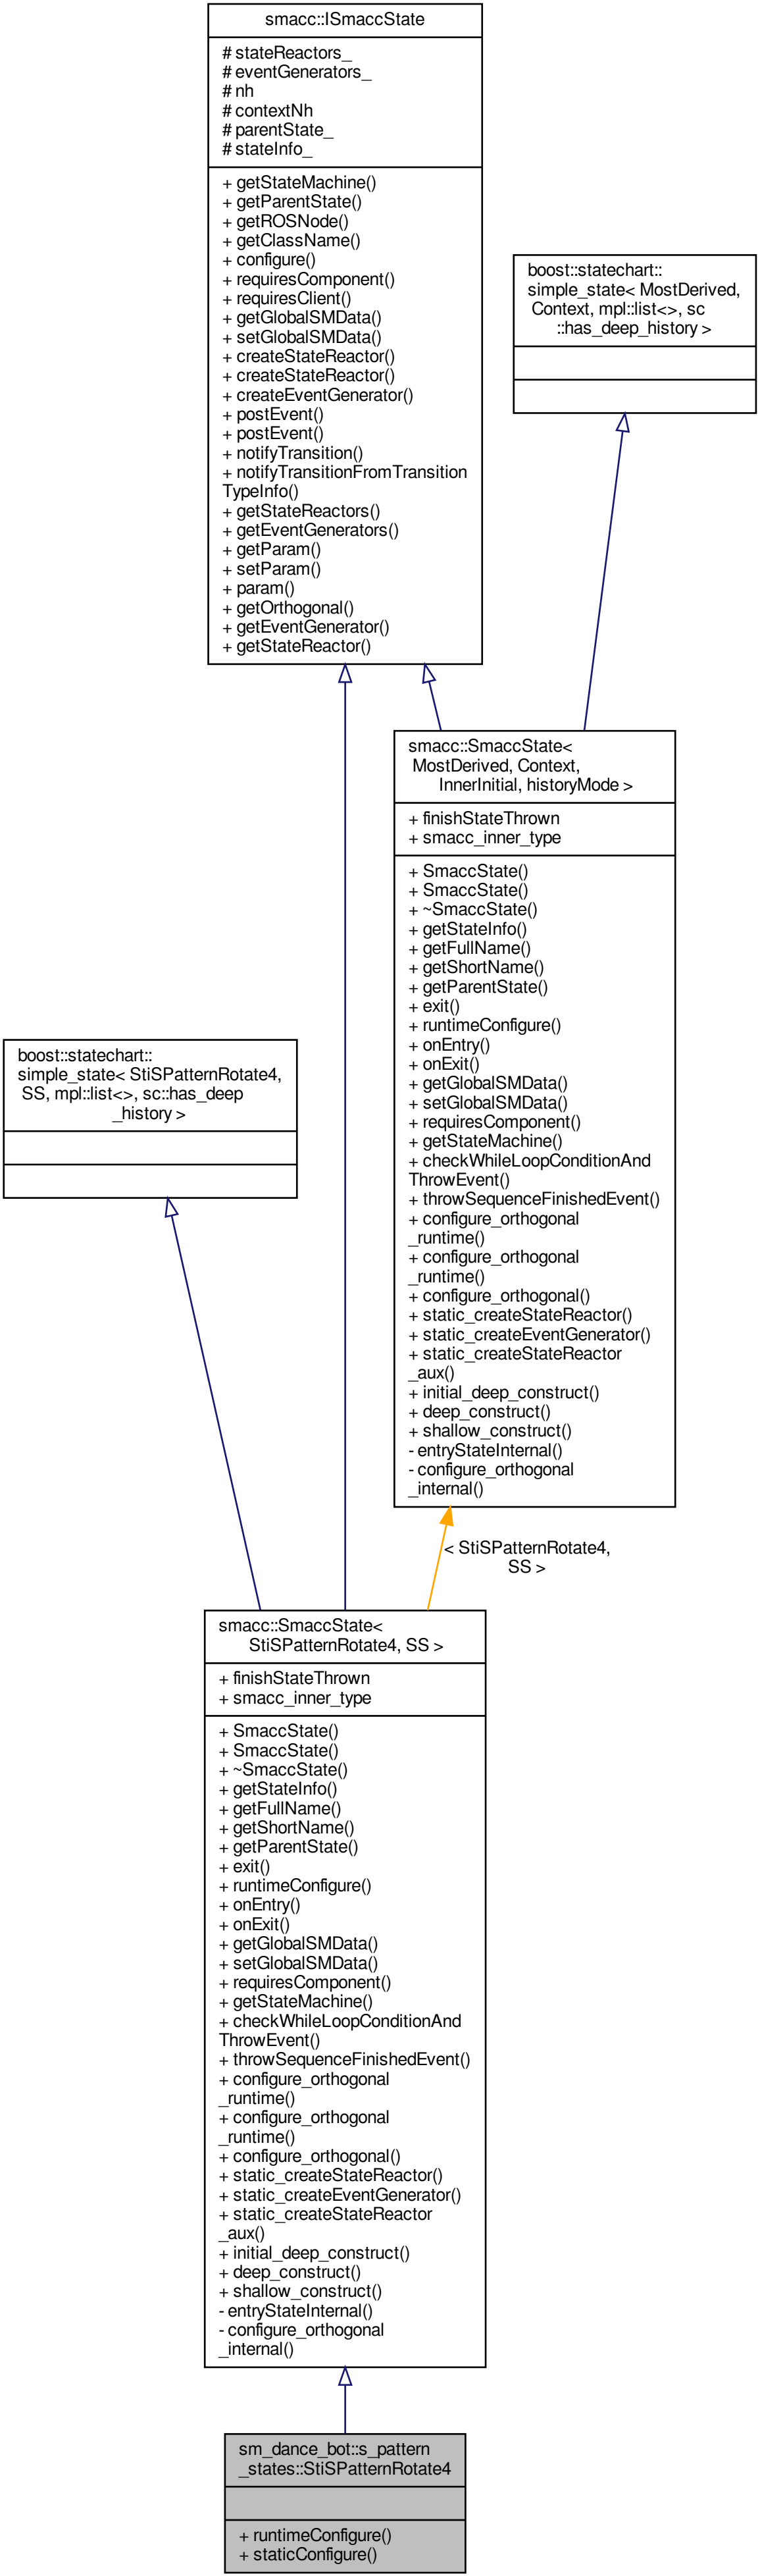 smacc::ISmaccState
# stateReactors_
# eventGenerators_
# nh
# contextNh
# parentState_
# stateInfo_
+ getStateMachine()
+ getParentState()
+ getROSNode()
+ getClassName()
+ configure()
+ requiresComponent()
+ requiresClient()
+ getGlobalSMData()
+ setGlobalSMData()
+ createStateReactor()
+ createStateReactor()
+ createEventGenerator()
+ postEvent()
+ postEvent()
+ notifyTransition()
+ notifyTransitionFromTransition
TypeInfo()
+ getStateReactors()
+ getEventGenerators()
+ getParam()
+ setParam()
+ param()
+ getOrthogonal()
+ getEventGenerator()
+ getStateReactor()
boost::statechart::
simple_state< MostDerived,
Context, mpl::list<>, sc
::has_deep_history >
smacc::SmaccState<
MostDerived, Context,
InnerInitial, historyMode >
+ finishStateThrown
+ smacc_inner_type
+ SmaccState()
+ SmaccState()
+ ~SmaccState()
+ getStateInfo()
+ getFullName()
+ getShortName()
+ getParentState()
+ exit()
+ runtimeConfigure()
+ onEntry()
+ onExit()
+ getGlobalSMData()
+ setGlobalSMData()
+ requiresComponent()
+ getStateMachine()
+ checkWhileLoopConditionAnd
ThrowEvent()
+ throwSequenceFinishedEvent()
+ configure_orthogonal
_runtime()
+ configure_orthogonal
_runtime()
+ configure_orthogonal()
+ static_createStateReactor()
+ static_createEventGenerator()
+ static_createStateReactor
_aux()
+ initial_deep_construct()
+ deep_construct()
+ shallow_construct()
- entryStateInternal()
- configure_orthogonal
_internal()
boost::statechart::
simple_state< StiSPatternRotate4,
SS, mpl::list<>, sc::has_deep
_history >
< StiSPatternRotate4,
SS >
smacc::SmaccState<
StiSPatternRotate4, SS >
+ finishStateThrown
+ smacc_inner_type
+ SmaccState()
+ SmaccState()
+ ~SmaccState()
+ getStateInfo()
+ getFullName()
+ getShortName()
+ getParentState()
+ exit()
+ runtimeConfigure()
+ onEntry()
+ onExit()
+ getGlobalSMData()
+ setGlobalSMData()
+ requiresComponent()
+ getStateMachine()
+ checkWhileLoopConditionAnd
ThrowEvent()
+ throwSequenceFinishedEvent()
+ configure_orthogonal
_runtime()
+ configure_orthogonal
_runtime()
+ configure_orthogonal()
+ static_createStateReactor()
+ static_createEventGenerator()
+ static_createStateReactor
_aux()
+ initial_deep_construct()
+ deep_construct()
+ shallow_construct()
- entryStateInternal()
- configure_orthogonal
_internal()
sm_dance_bot::s_pattern
_states::StiSPatternRotate4
+ runtimeConfigure()
+ staticConfigure()